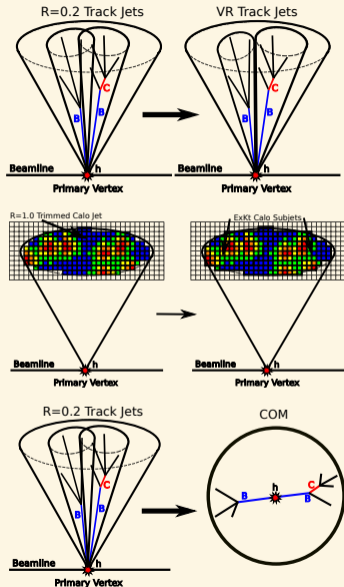 R=0.2 Track Jets
VR Track Jets
C
C
B
B
B
B
Beamline
h
Beamline
h
Primary Vertex
Primary Vertex
R=1.0 Trimmed Calo Jet
ExKt Calo Subjets
Beamline
h
Beamline
h
Primary Vertex
Primary Vertex
R=0.2 Track Jets
COM
C
C
B
h
B
B
B
Beamline
h
Primary Vertex